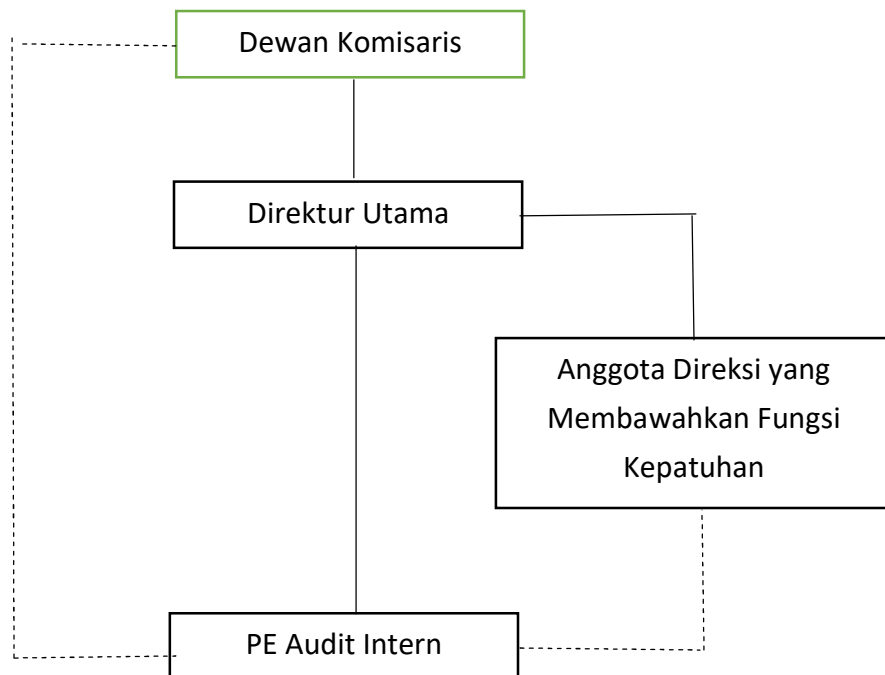 Dewan Komisaris
Direktur Utama
Anggota Direksi yang
Membawahkan Fungsi
Kepatuhan
PE Audit Intern